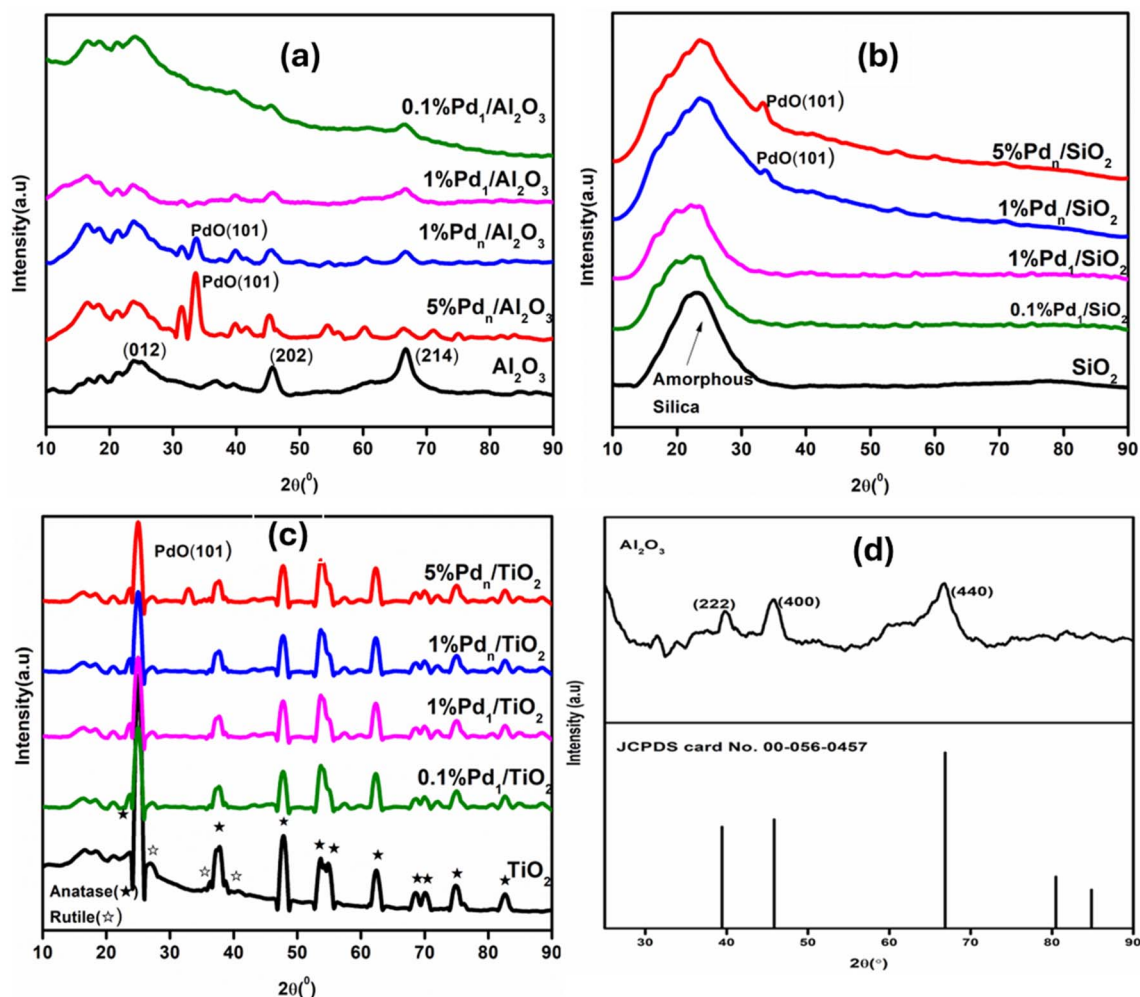 (a)
0.1%Pd₁/Al₂O₃
1%Pd₁/Al₂O₃
PdO(101)
1%Pdₙ/Al₂O₃
PdO(101)
5%Pdₙ/Al₂O₃
(012)
(202)
(214)
Al₂O₃
Intensity(a.u)
10 20 30 40 50 60 70 80 90
2θ(⁰)
(b)
PdO(101)
5%Pdₙ/SiO₂
PdO(101)
1%Pdₙ/SiO₂
1%Pd₁/SiO₂
0.1%Pd₁/SiO₂
Amorphous
Silica
SiO₂
Intensity(a.u)
10 20 30 40 50 60 70 80 90
2θ(⁰)
(c)
PdO(101)
5%Pdₙ/TiO₂
1%Pdₙ/TiO₂
1%Pd₁/TiO₂
0.1%Pd₁/TiO₂
TiO₂
Anatase(★)
Rutile(☆)
Intensity(a.u)
10 20 30 40 50 60 70 80 90
2θ(⁰)
(d)
Al₂O₃
(222)
(400)
(440)
JCPDS card No. 00-056-0457
Intensity (a.u)
30 40 50 60 70 80 90
2θ(°)